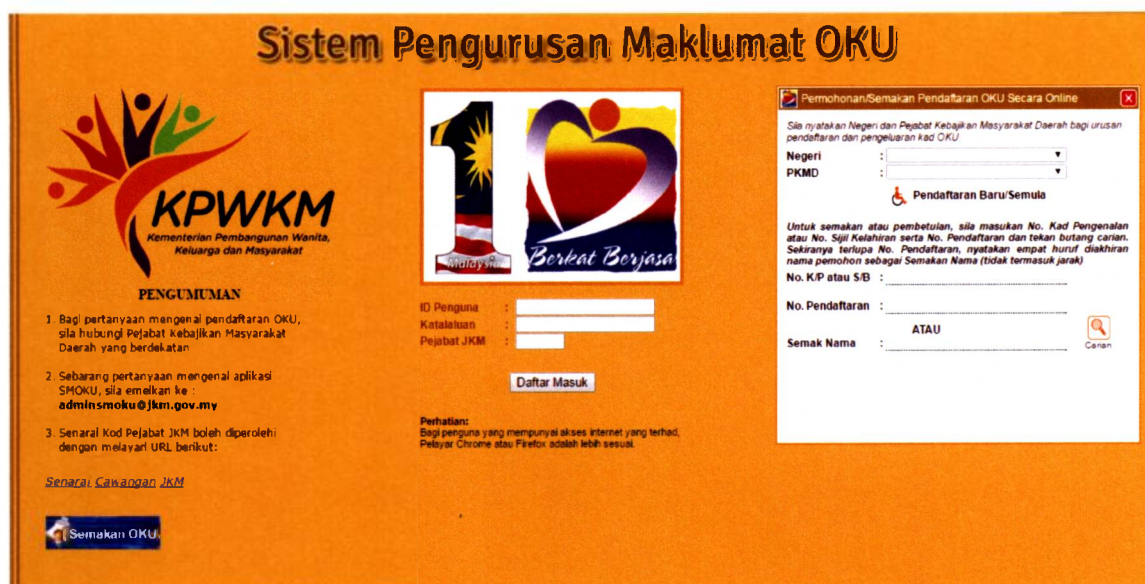 Sistem Pengurusan Maklumat OKU
KPWKM
Kementerian Pembangunan Wanita,
Keluarga dan Masyarakat
PENGUMUMAN
1. Bagi pertanyaan mengenai pendaftaran OKU,
sila hubungi Pejabat Kebajikan Masyarakat
Daerah yang berdekatan
2. Sebarang pertanyaan mengenai aplikasi
SMOKU, sila emelkan ke :
adminsmoku@jkm.gov.my
3. Senarai Kod Pejabat JKM boleh diperolehi
dengan melayari URL berikut:
Senarai Cawangan JKM
Semakan OKU
1
Malaysia
Berkat Berjasa
ID Penguna :
Katalaluan :
Pejabat JKM :
Daftar Masuk
Perhatian:
Bagi penguna yang mempunyai akses internet yang terhad,
Pelayar Chrome atau Firefox adalah lebih sesuai.
Permohonan/Semakan Pendaftaran OKU Secara Online
Sila nyatakan Negeri dan Pejabat Kebajikan Masyarakat Daerah bagi urusan
pendaftaran dan pengeluaran kad OKU
Negeri :
PKMD :
Pendaftaran Baru/Semula
Untuk semakan atau pembetulan, sila masukan No. Kad Pengenalan
atau No. Sijil Kelahiran serta No. Pendaftaran dan tekan butang carian.
Sekiranya terlupa No. Pendaftaran, nyatakan empat huruf diakhiran
nama pemohon sebagai Semakan Nama (tidak termasuk jarak)
No. K/P atau S/B :
No. Pendaftaran :
ATAU
Semak Nama :
Carian